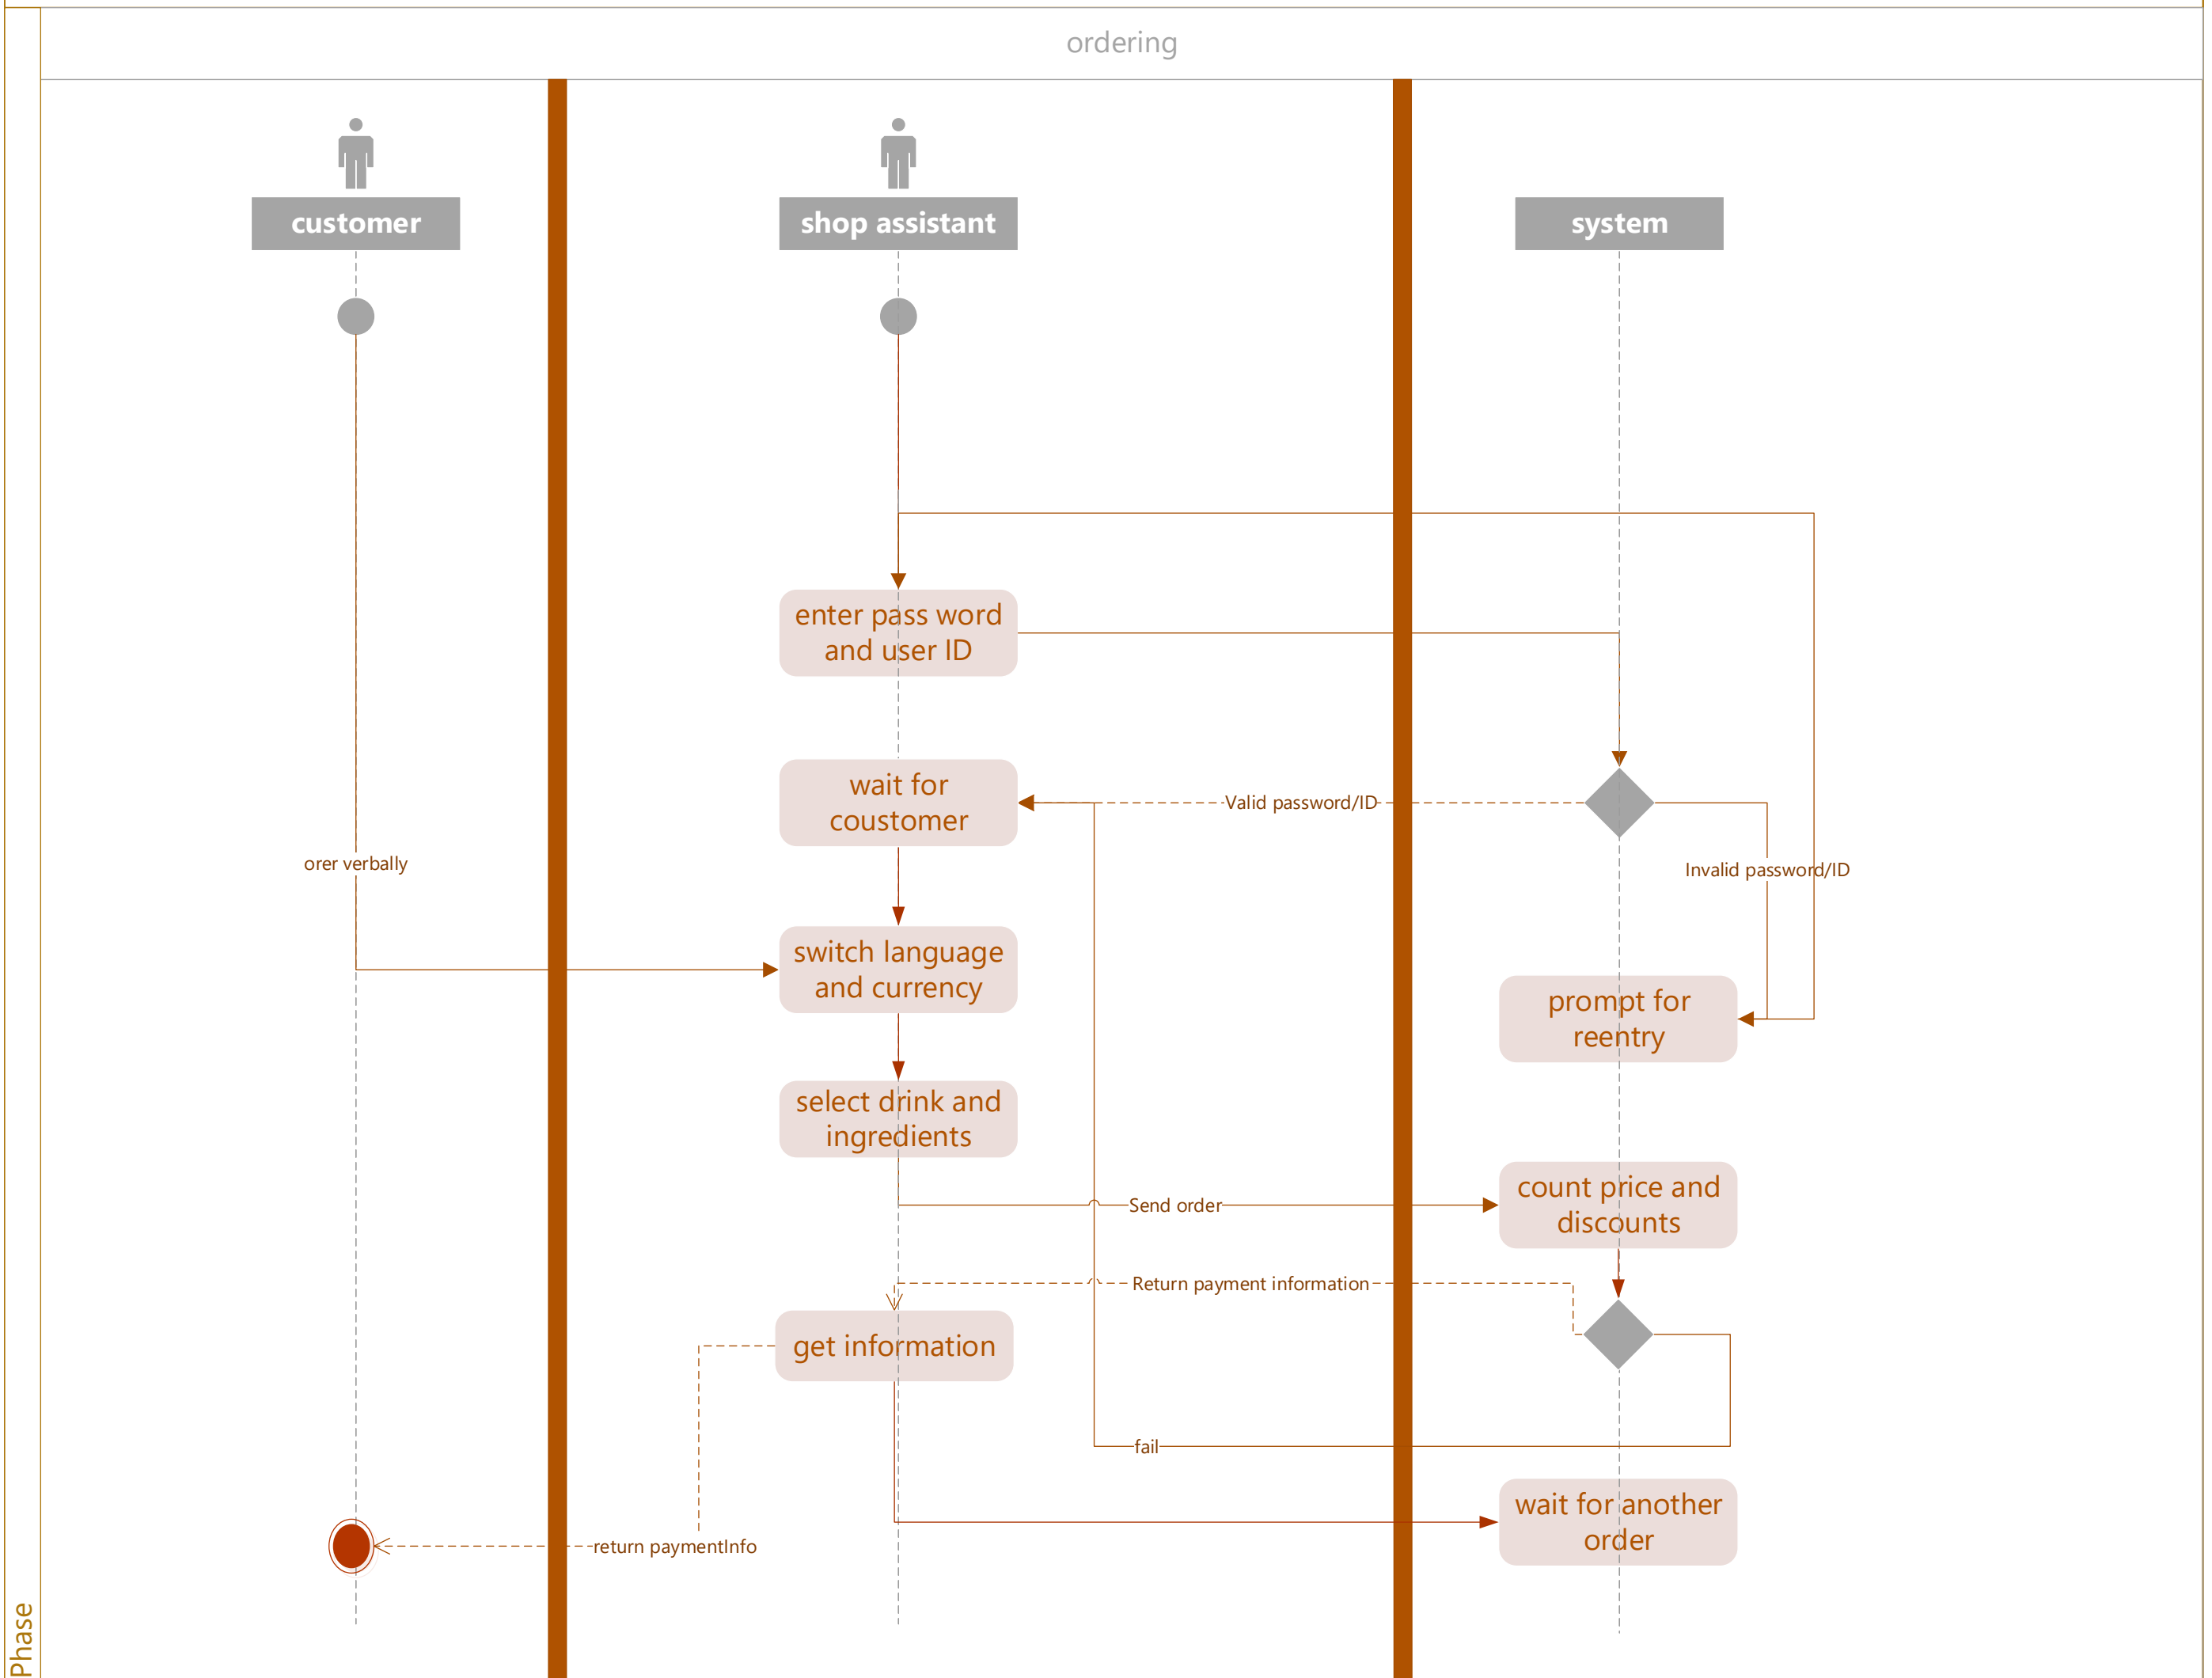 ordering
customer
shop assistant
system
enter pass word
and user ID
wait for
coustomer
Valid password/ID
orer verbally
Invalid password/ID
switch language
and currency
prompt for
reentry
select drink and
ingredients
Send order
count price and
discounts
Return payment information
get information
fail
wait for another
order
return paymentInfo
Phase